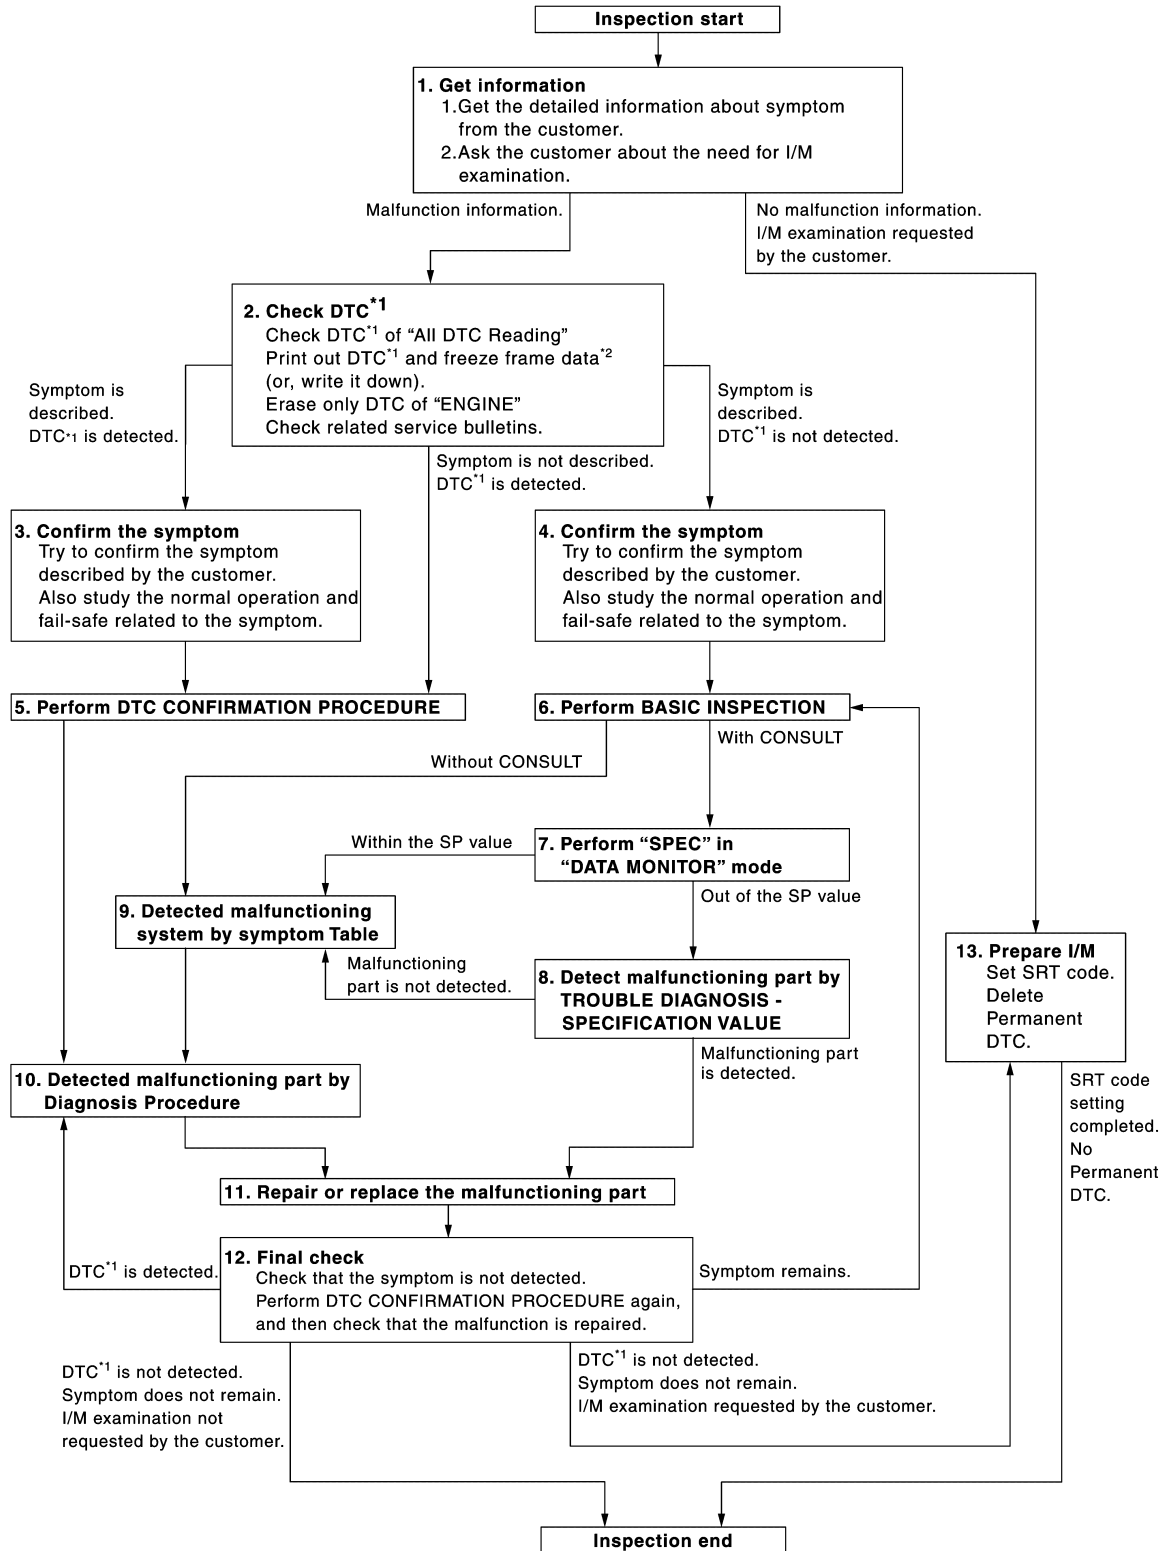 Inspection start
1. Get information
1.Get the detailed information about symptom
from the customer.
2.Ask the customer about the need for I/M
examination.
Malfunction information.
No malfunction information.
I/M examination requested
by the customer.
2. Check DTC*1
Check DTC*1 of “All DTC Reading”
Print out DTC*1 and freeze frame data*2
(or, write it down).
Erase only DTC of “ENGINE”
Check related service bulletins.
Symptom is
described.
DTC*1 is detected.
Symptom is
described.
DTC*1 is not detected.
Symptom is not described.
DTC*1 is detected.
3. Confirm the symptom
Try to confirm the symptom
described by the customer.
Also study the normal operation and
fail-safe related to the symptom.
4. Confirm the symptom
Try to confirm the symptom
described by the customer.
Also study the normal operation and
fail-safe related to the symptom.
5. Perform DTC CONFIRMATION PROCEDURE
6. Perform BASIC INSPECTION
Without CONSULT
With CONSULT
Within the SP value
7. Perform “SPEC” in
“DATA MONITOR” mode
Out of the SP value
9. Detected malfunctioning
system by symptom Table
Malfunctioning
part is not detected.
8. Detect malfunctioning part by
TROUBLE DIAGNOSIS -
SPECIFICATION VALUE
13. Prepare I/M
Set SRT code.
Delete
Permanent
DTC.
Malfunctioning part
is detected.
10. Detected malfunctioning part by
Diagnosis Procedure
SRT code
setting
completed.
No
Permanent
DTC.
11. Repair or replace the malfunctioning part
DTC*1 is detected.
12. Final check
Check that the symptom is not detected.
Perform DTC CONFIRMATION PROCEDURE again,
and then check that the malfunction is repaired.
Symptom remains.
DTC*1 is not detected.
Symptom does not remain.
I/M examination not
requested by the customer.
DTC*1 is not detected.
Symptom does not remain.
I/M examination requested by the customer.
Inspection end